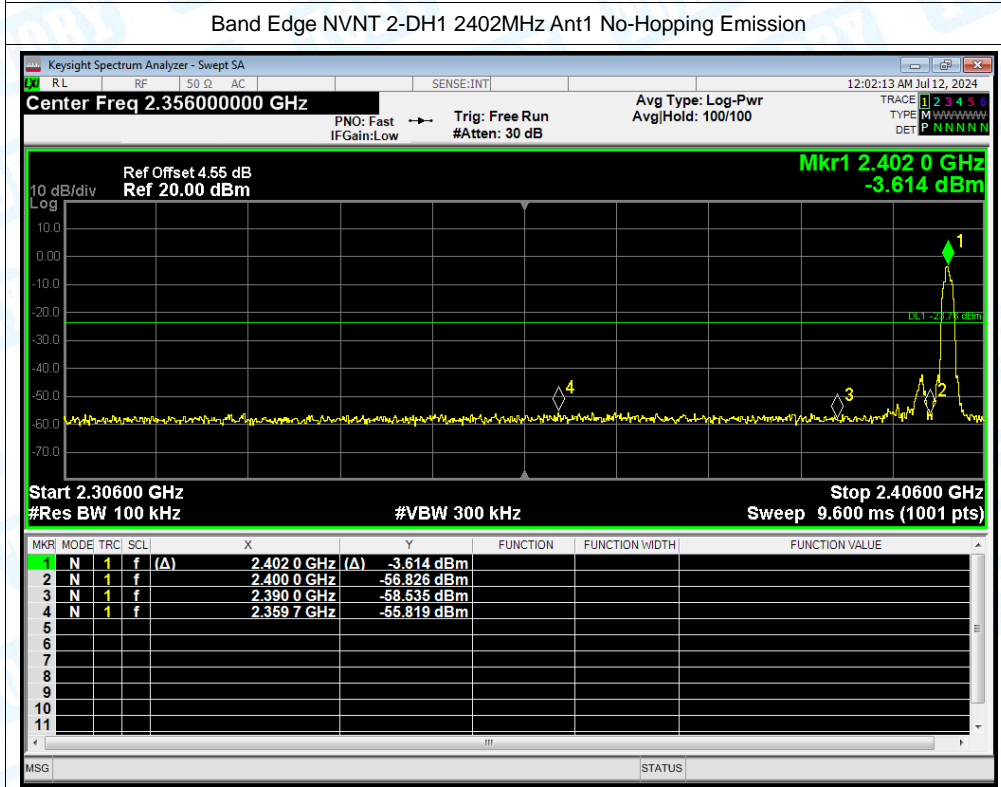 Band Edge NVNT 2-DH1 2402MHz Ant1 No-Hopping Emission
Keysight Spectrum Analyzer - Swept SA
LXI RL RF 50 Ω AC SENSE:INT 12:02:13 AM Jul 12, 2024
Center Freq 2.356000000 GHz
Avg Type: Log-Pwr
TRACE 1 2 3 4 5 6
PNO: Fast Trig: Free Run Avg|Hold: 100/100
TYPE M WWWWW
IFGain:Low #Atten: 30 dB
DET P N N N N N
Mkr1 2.402 0 GHz
-3.614 dBm
Ref Offset 4.55 dB
10 dB/div Ref 20.00 dBm
Log
10.0
0.00
-10.0
-20.0
-30.0
-40.0
-50.0
-60.0
-70.0
1
DL1 -23.76 dBm
4
3
2
Start 2.30600 GHz Stop 2.40600 GHz
#Res BW 100 kHz #VBW 300 kHz Sweep 9.600 ms (1001 pts)
MKR MODE TRC SCL X Y FUNCTION FUNCTION WIDTH FUNCTION VALUE
1 N 1 f (Δ) 2.402 0 GHz (Δ) -3.614 dBm
2 N 1 f 2.400 0 GHz -56.826 dBm
3 N 1 f 2.390 0 GHz -58.535 dBm
4 N 1 f 2.359 7 GHz -55.819 dBm
5
6
7
8
9
10
11
MSG STATUS